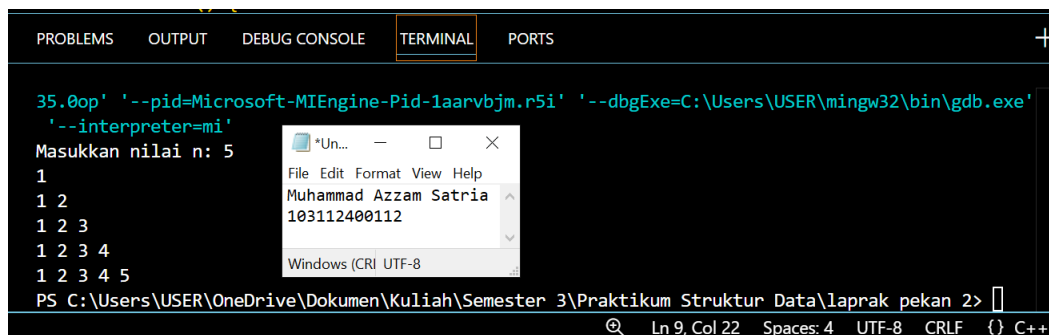 PROBLEMS OUTPUT DEBUG CONSOLE TERMINAL PORTS
35.0op' '--pid=Microsoft-MIEngine-Pid-1aarvbjm.r5i' '--dbgExe=C:\Users\USER\mingw32\bin\gdb.exe'
'--interpreter=mi'
Masukkan nilai n: 5
1
1 2
1 2 3
1 2 3 4
1 2 3 4 5
PS C:\Users\USER\OneDrive\Dokumen\Kuliah\Semester 3\Praktikum Struktur Data\laprak pekan 2>
*Un...
File Edit Format View Help
Muhammad Azzam Satria
103112400112
Windows (CRI UTF-8
Ln 9, Col 22 Spaces: 4 UTF-8 CRLF {} C++